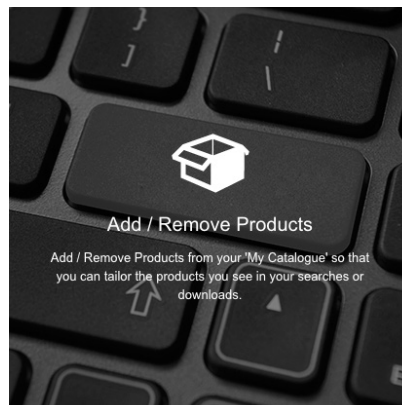 }
]
|
\
Add / Remove Products
Add / Remove Products from your 'My Catalogue' so that
you can tailor the products you see in your searches or
downloads.